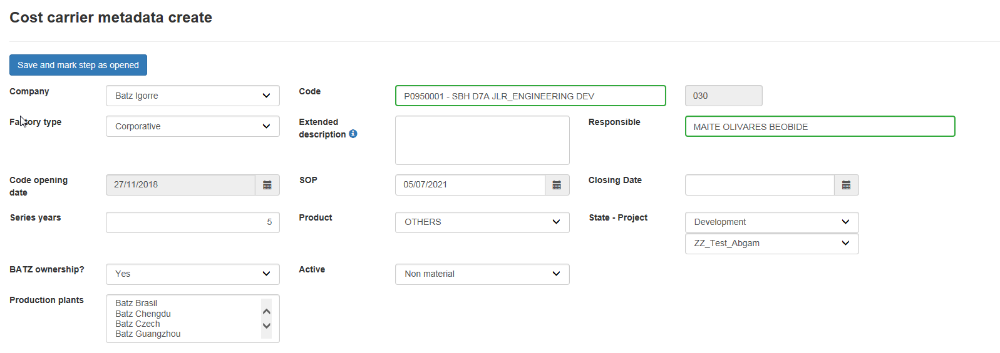 Cost carrier metadata create
Save and mark step as opened
Company
Batz Igorre
Code
P0950001 - SBH D7A JLR_ENGINEERING DEV
030
Factory type
Corporative
Extended
description
Responsible
MAITE OLIVARES BEOBIDE
Code opening
date
27/11/2018
SOP
05/07/2021
Closing Date
Series years
5
Product
OTHERS
State - Project
Development
ZZ_Test_Abgam
BATZ ownership?
Yes
Active
Non material
Production plants
Batz Brasil
Batz Chengdu
Batz Czech
Batz Guangzhou